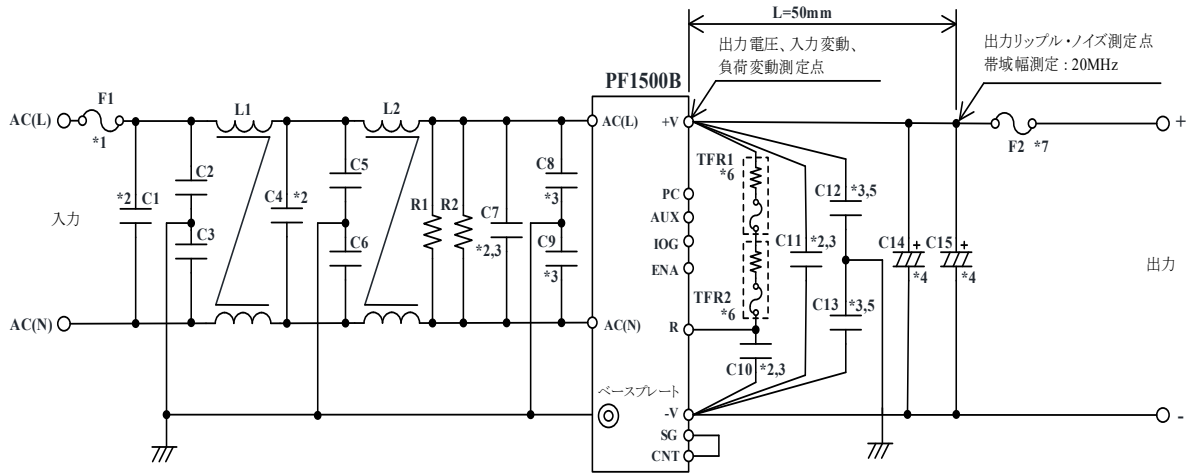 L=50mm
出力電圧、入力変動、
負荷変動測定点
出力リップル・ノイズ測定点
帯域幅測定 : 20MHz
PF1500B
F1
*1
L1
L2
AC(L)
AC(L)
+V
+
F2 *7
C2
C5
C8
*3
TFR1
*6
C12 *3,5
PC
入力
*2 C1
C4 *2
R1
R2
C7
*2,3
AUX
C11 *2,3
C14 +
*4
C15 +
*4
C3
C6
C9
*3
IOG
ENA
出力
TFR2
*6
C13 *3,5
AC(N)
AC(N)
R
C10 *2,3
ベースプレート
-V
-
SG
CNT